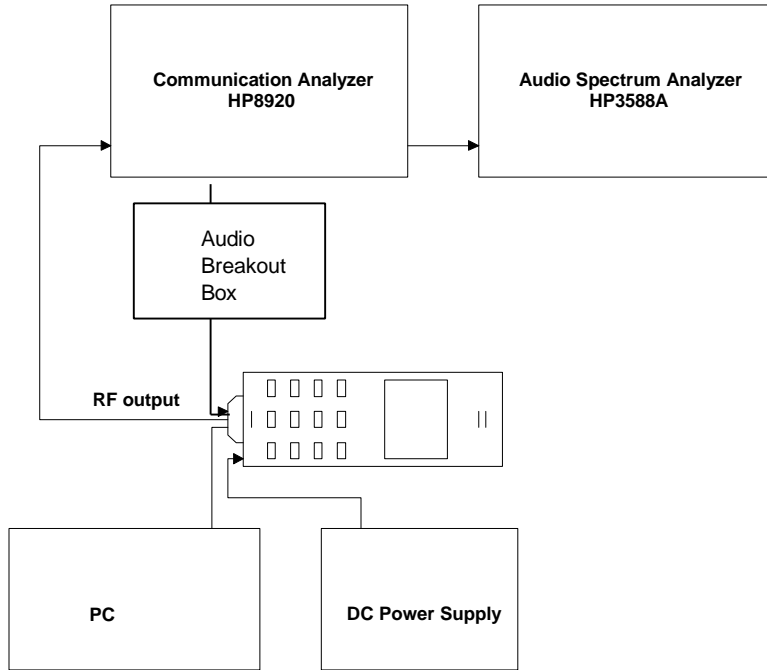 Communication Analyzer
HP8920
Audio Spectrum Analyzer
HP3588A
Audio
Breakout
Box
RF output
PC
DC Power Supply